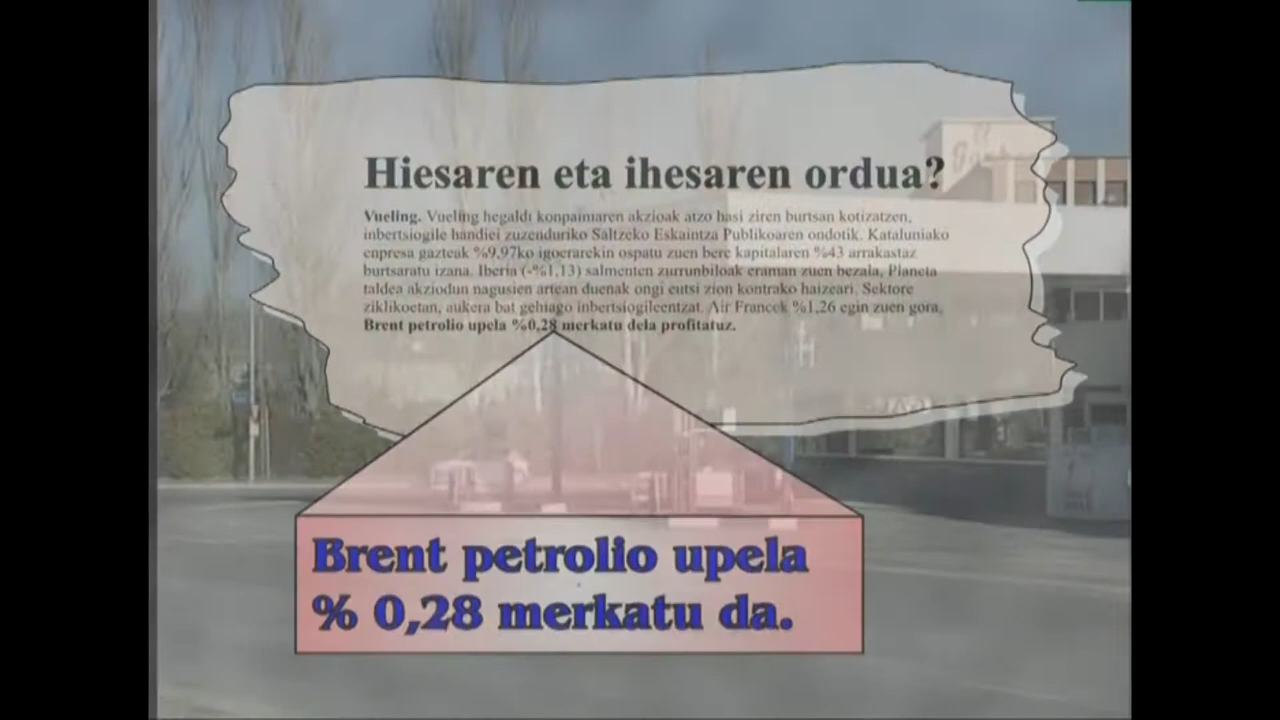 Hiesaren eta ihesaren ordua?
Vueling. Vueling hegaldi konpainiaren akzioak atzo hasi ziren burtsan kotizatzen,
inbertsiogile handiei zuzenduriko Saltzeko Eskaintza Publikoaren ondotik. Kataluniako
enpresa gazteak %9,97ko igoerarekin ospatu zuen bere kapitalaren %43 arrakastaz
burtsaratu izana. Iberia (-%1,13) salmenten zurrunbiloak eraman zuen bezala, Planeta
taldea akziodun nagusien artean duenak ongi eutsi zion kontrako haizeari. Sektore
ziklikoetan, aukera bat gehiago inbertsiogileentzat. Air Francek %1,26 egin zuen gora,
Brent petrolio upela %0,28 merkatu dela profitatuz.
Brent petrolio upela
% 0,28 merkatu da.